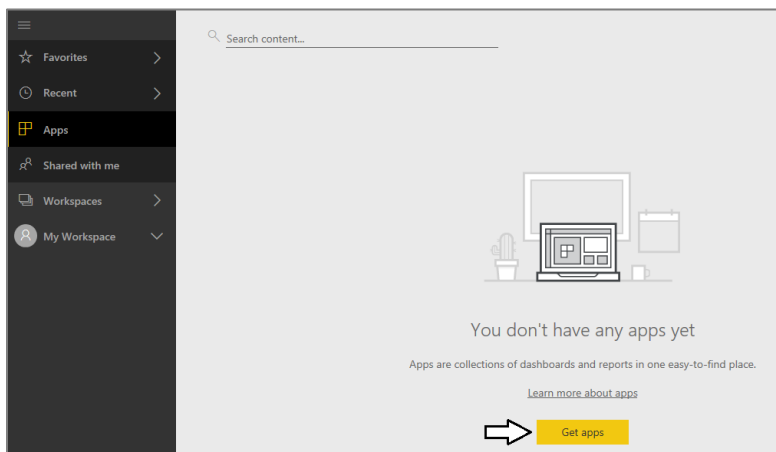 Favorites
Recent
Apps
Shared with me
Workspaces
My Workspace
Search content...
You don't have any apps yet
Apps are collections of dashboards and reports in one easy-to-find place.
Learn more about apps
Get apps